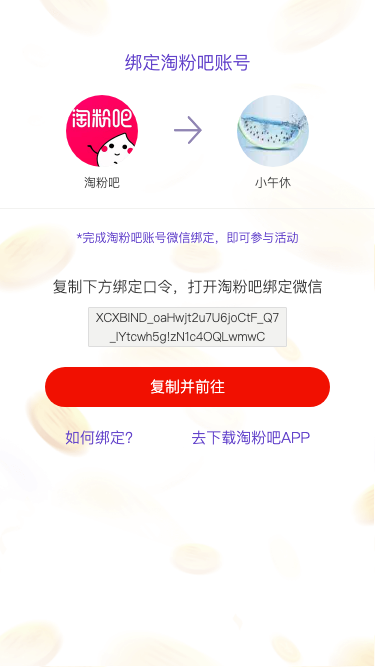 绑定淘粉吧账号
淘粉吧
淘粉吧
小午休
*完成淘粉吧账号微信绑定，即可参与活动
复制下方绑定口令，打开淘粉吧绑定微信
XCXBIND_oaHwjt2u7U6joCtF_Q7
_lYtcwh5g!zN1c4OQLwmwC
复制并前往
如何绑定?
去下载淘粉吧APP